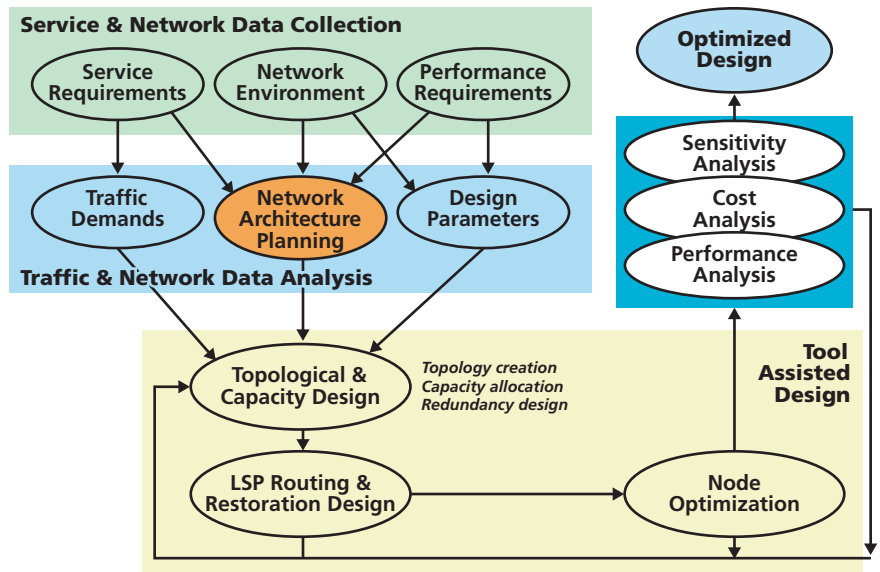 Service & Network Data Collection
Service
Requirements
Network
Environment
Performance
Requirements
Optimized
Design
Sensitivity
Analysis
Cost
Analysis
Performance
Analysis
Traffic
Demands
Network
Architecture
Planning
Design
Parameters
Traffic & Network Data Analysis
Tool
Assisted
Design
Topological &
Capacity Design
Topology creation
Capacity allocation
Redundancy design
LSP Routing &
Restoration Design
Node
Optimization